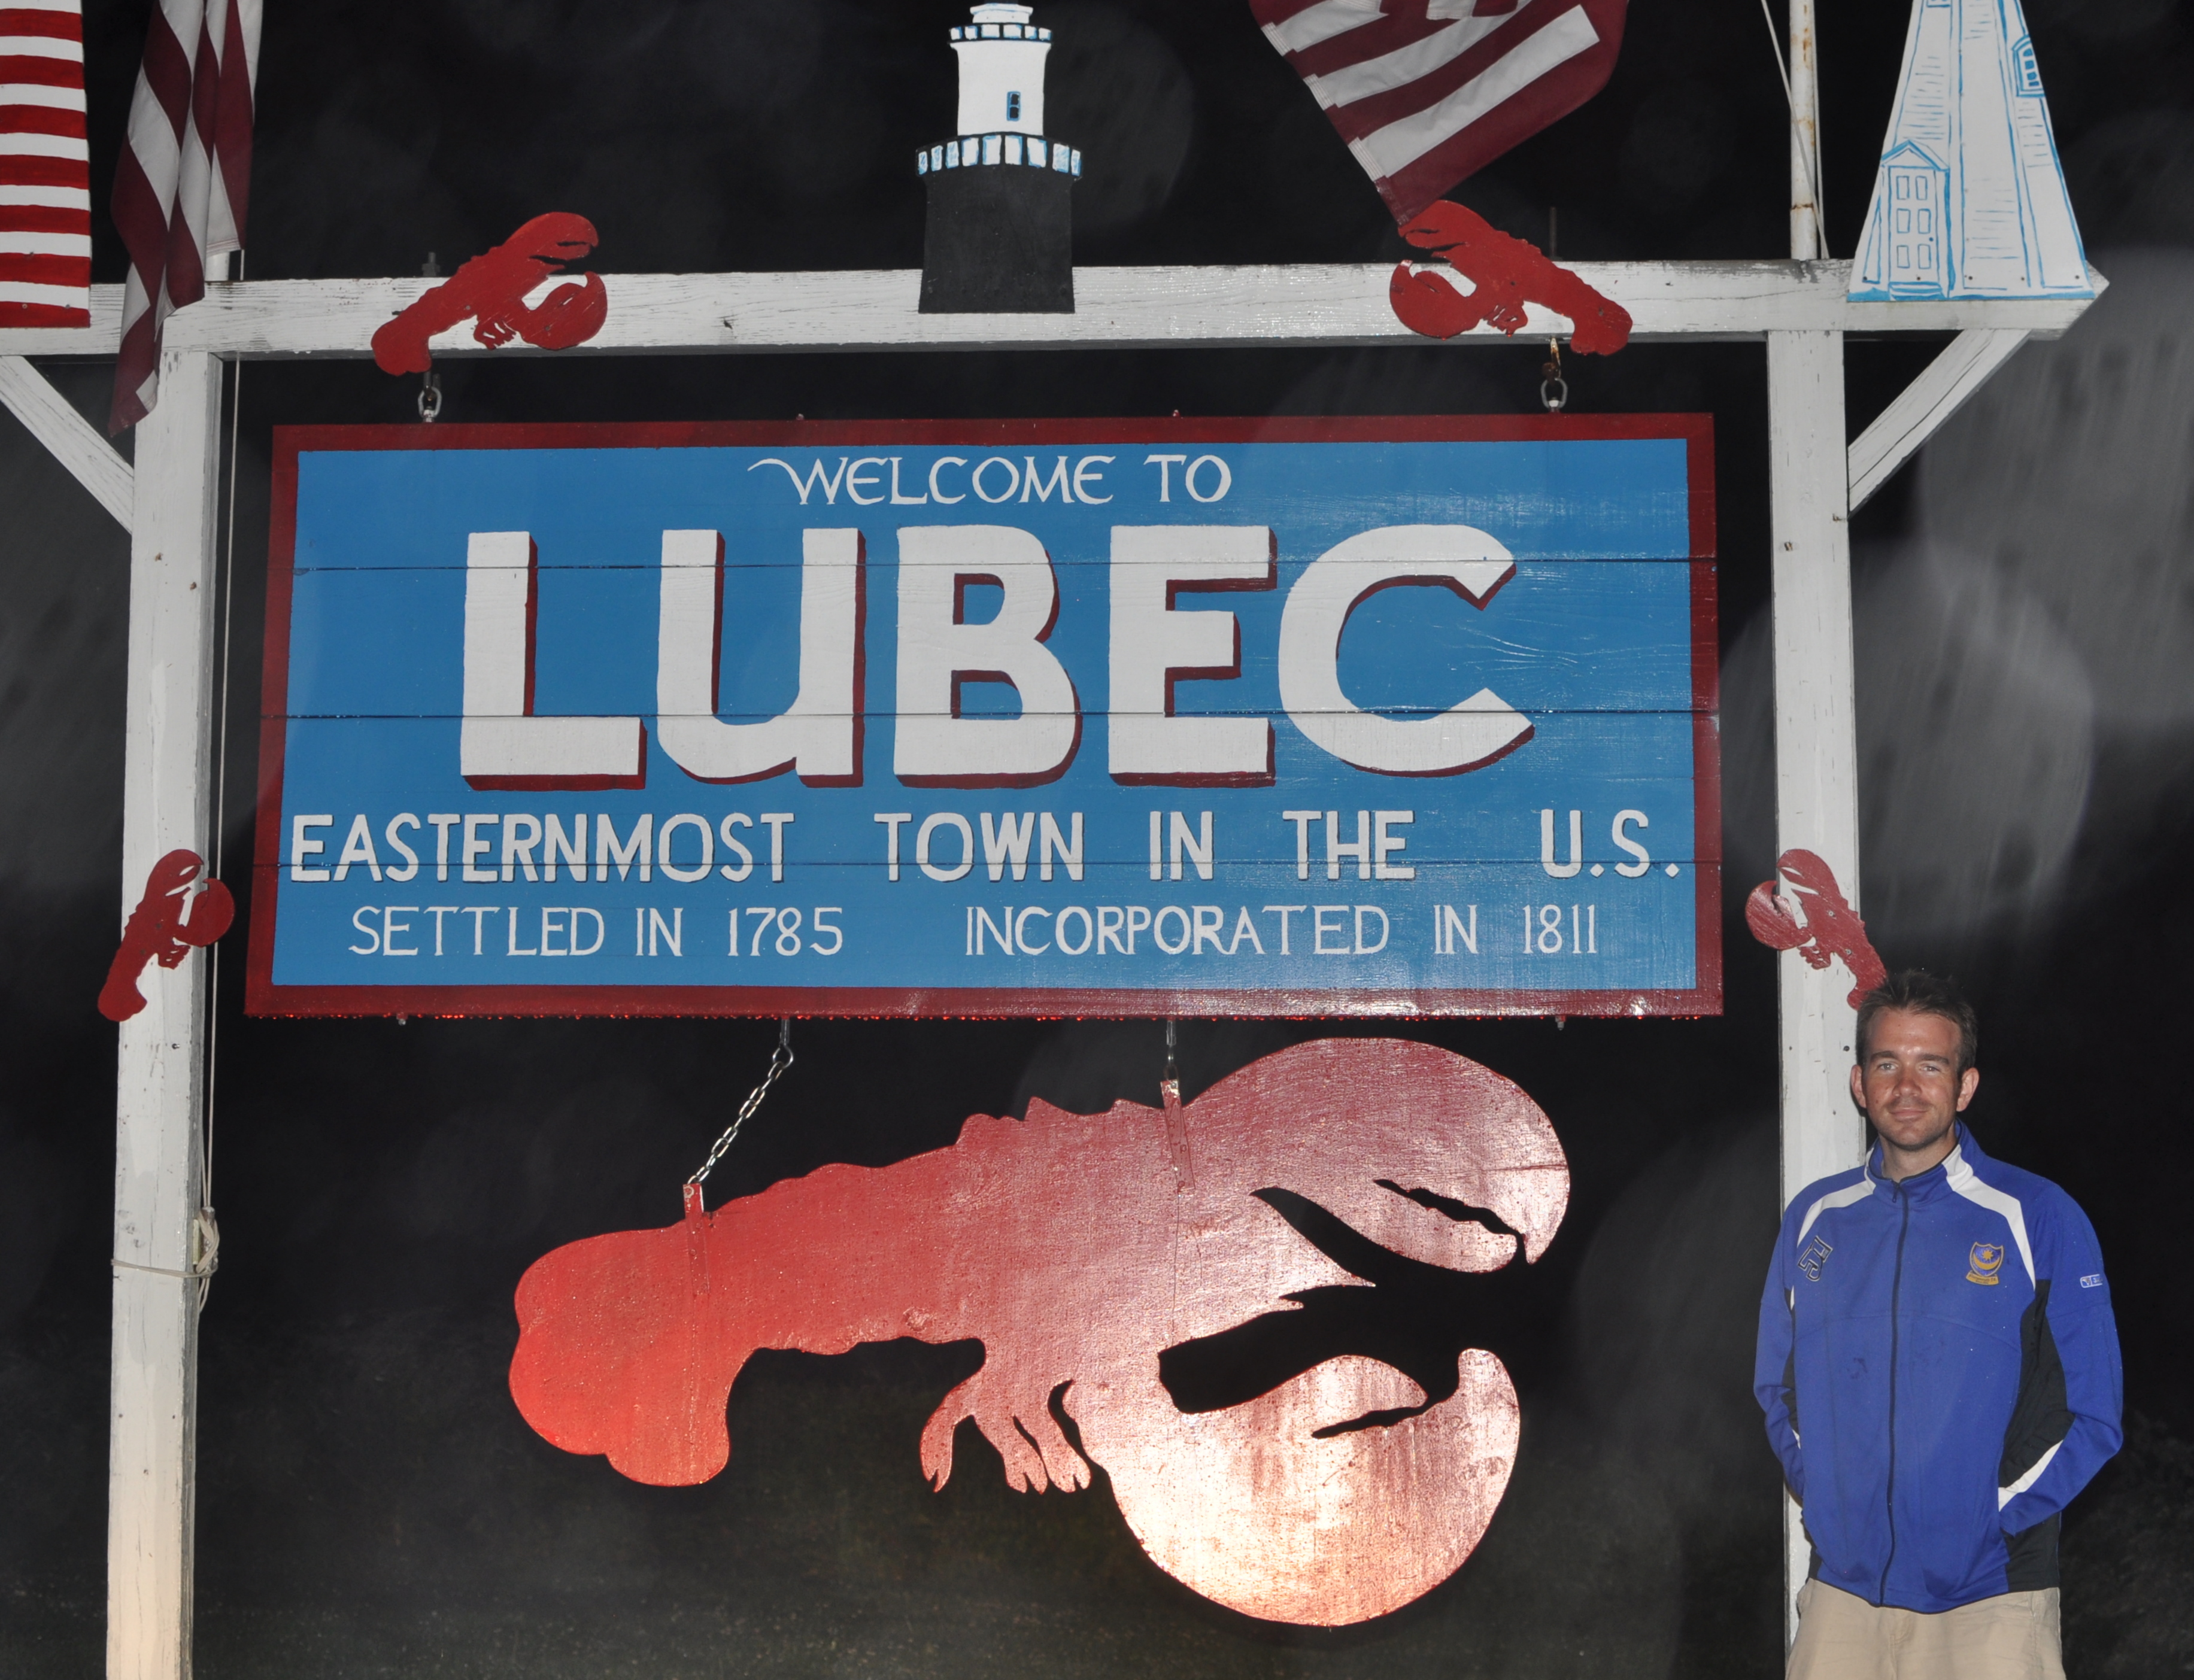 WELCOME TO
LUBEC
EASTERNMOST TOWN IN THE U.S.
SETTLED IN 1785 INCORPORATED IN 1811